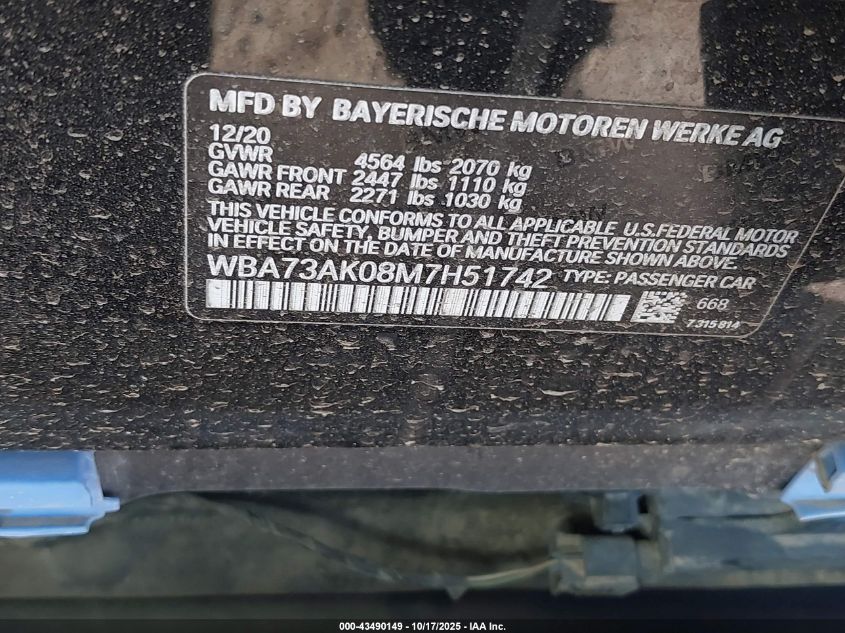 MFD BY BAYERISCHE MOTOREN WERKE AG
12/20
GVWR 4564 lbs 2070 kg
GAWR FRONT 2447 lbs 1110 kg
GAWR REAR 2271 lbs 1030 kg
THIS VEHICLE CONFORMS TO ALL APPLICABLE U.S.FEDERAL MOTOR
VEHICLE SAFETY, BUMPER AND THEFT PREVENTION STANDARDS
IN EFFECT ON THE DATE OF MANUFACTURE SHOWN ABOVE.
WBA73AK08M7H51742 TYPE: PASSENGER CAR
668
7.315 814
000-43490149 - 10/17/2025 - IAA Inc.